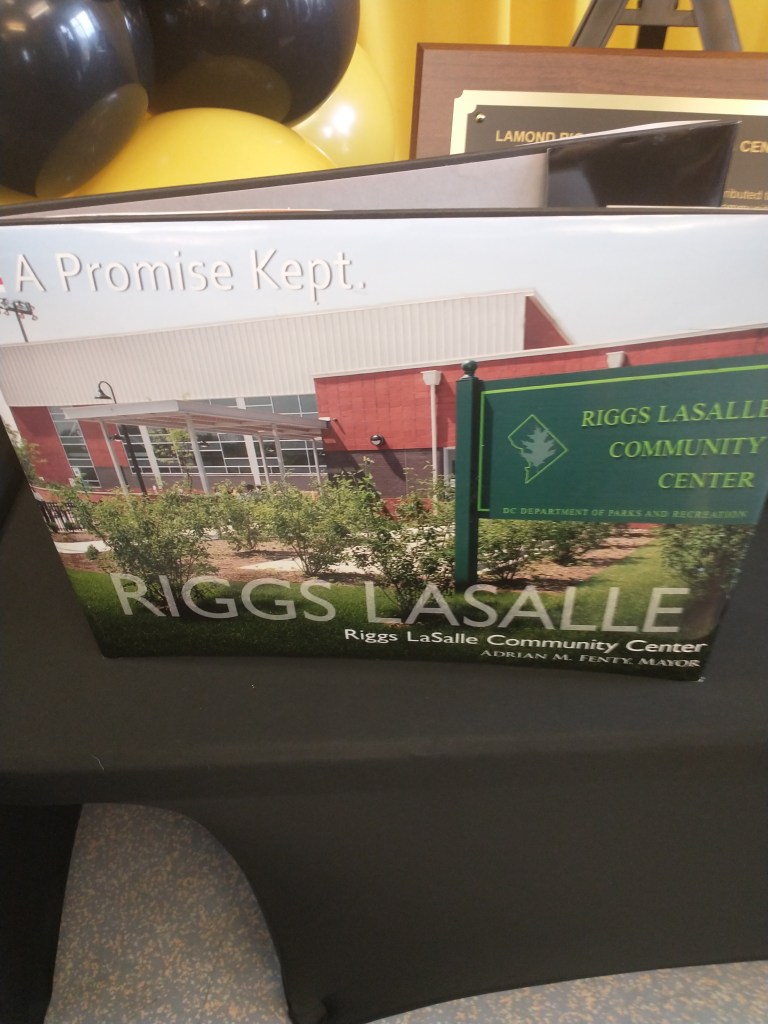 LAMOND
CEN
A Promise Kept.
RIGGS LASALLE
COMMUNITY
CENTER
DC DEPARTMENT OF PARKS AND RECREATION
RIGGS LASALLE
Riggs LaSalle Community Center
ADRIAN M. FENTY, MAYOR